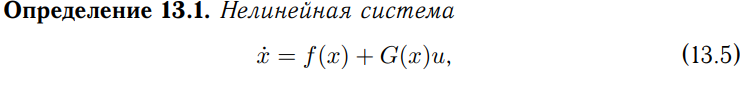 Определение 13.1. Нелинейная система
ẋ = f(x) + G(x)u, (13.5)